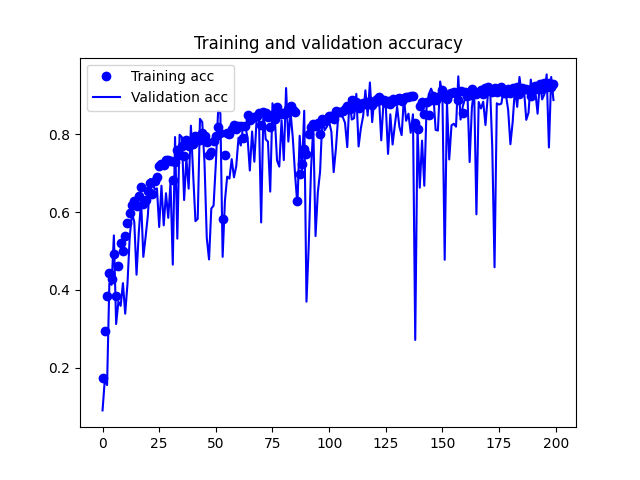 Training and validation accuracy
Training acc
Validation acc
0.8
0.6
0.4
0.2
0 25 50 75 100 125 150 175 200